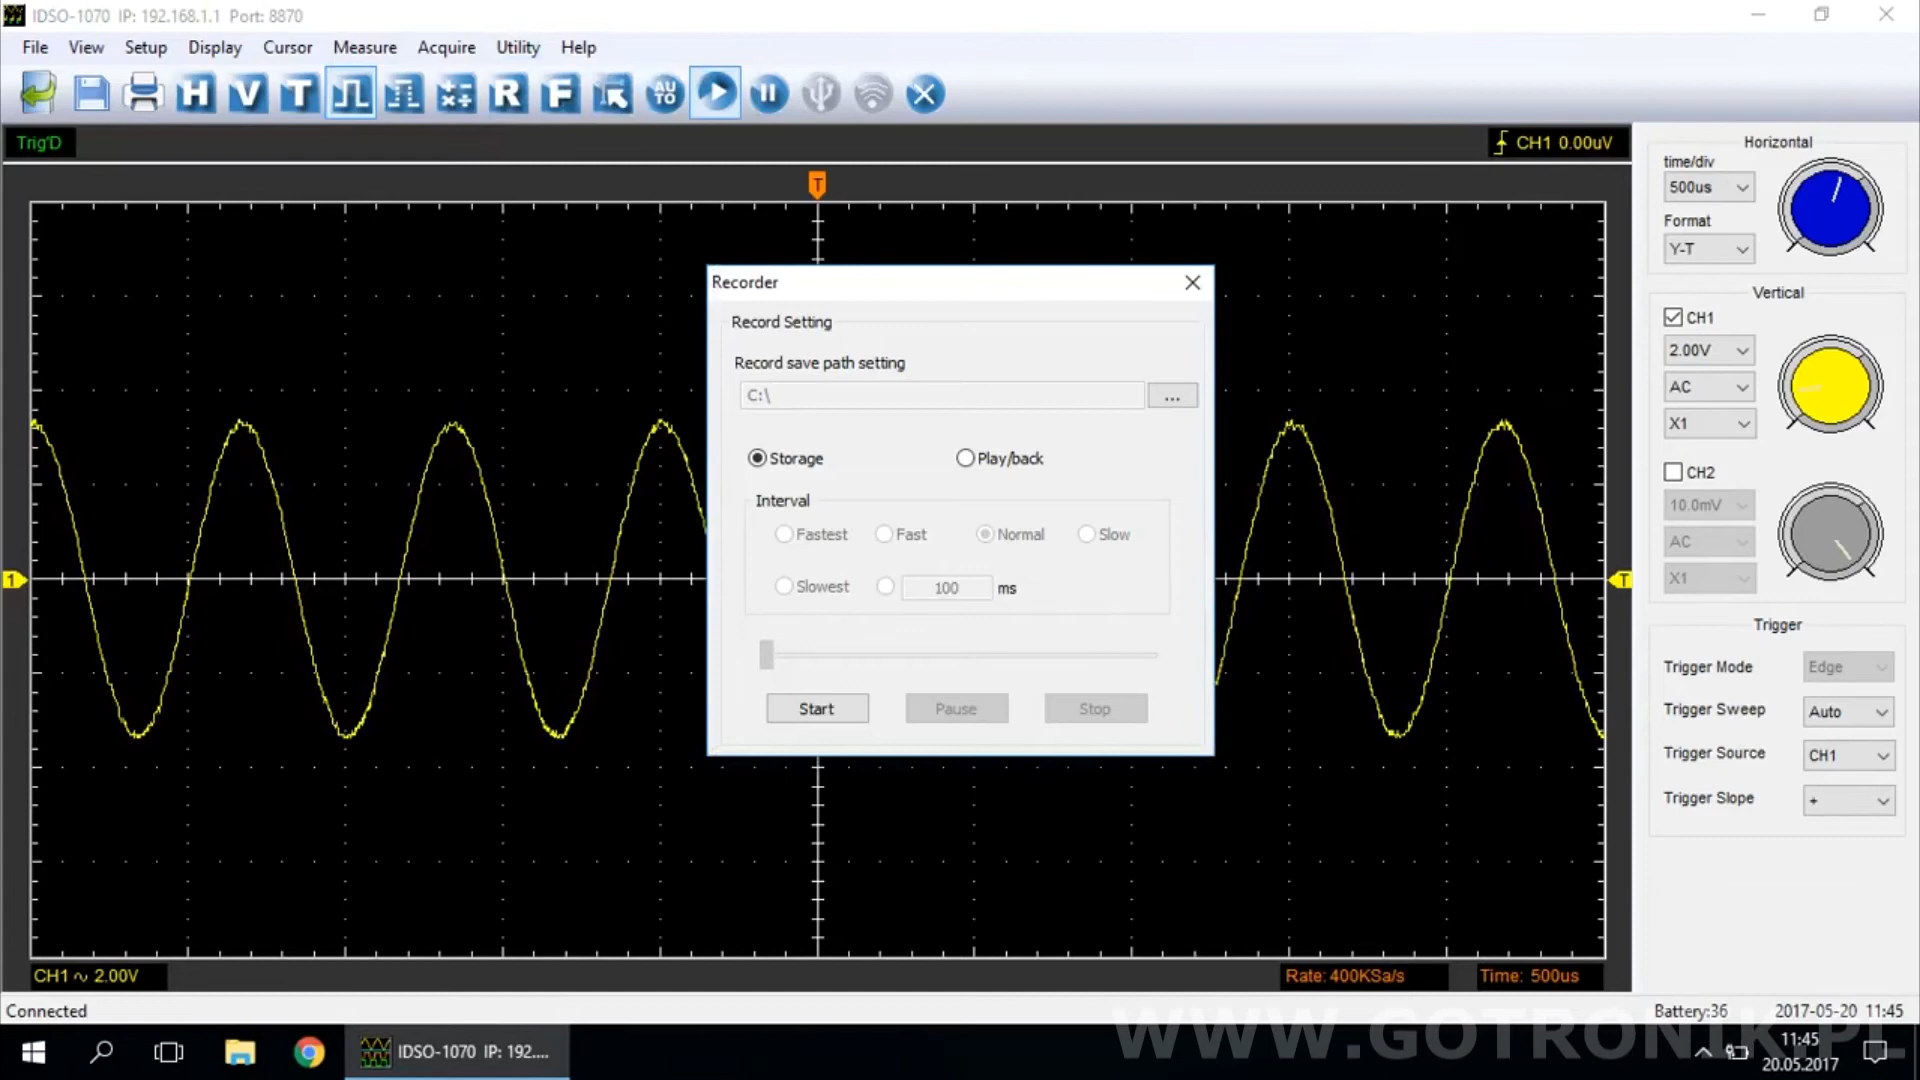 IDSO-1070 IP: 192.168.1.1 Port: 8870
File View Setup Display Cursor Measure Acquire Utility Help
H V T R F AUTO
Trig'D
CH1 0.00uV
T
1
T
Recorder
Record Setting
Record save path setting
C:\
...
Storage Play/back
Interval
Fastest Fast Normal Slow
Slowest 100 ms
Start Pause Stop
Horizontal
time/div
500us
Format
Y-T
Vertical
CH1
2.00V
AC
X1
CH2
10.0mV
AC
X1
Trigger
Trigger Mode Edge
Trigger Sweep Auto
Trigger Source CH1
Trigger Slope +
CH1 ~ 2.00V
Rate: 400KSa/s
Time: 500us
Connected
Battery:36
2017-05-20 11:45
WWW.GOTRONIK.PL
IDSO-1070 IP: 192....
11:45
20.05.2017